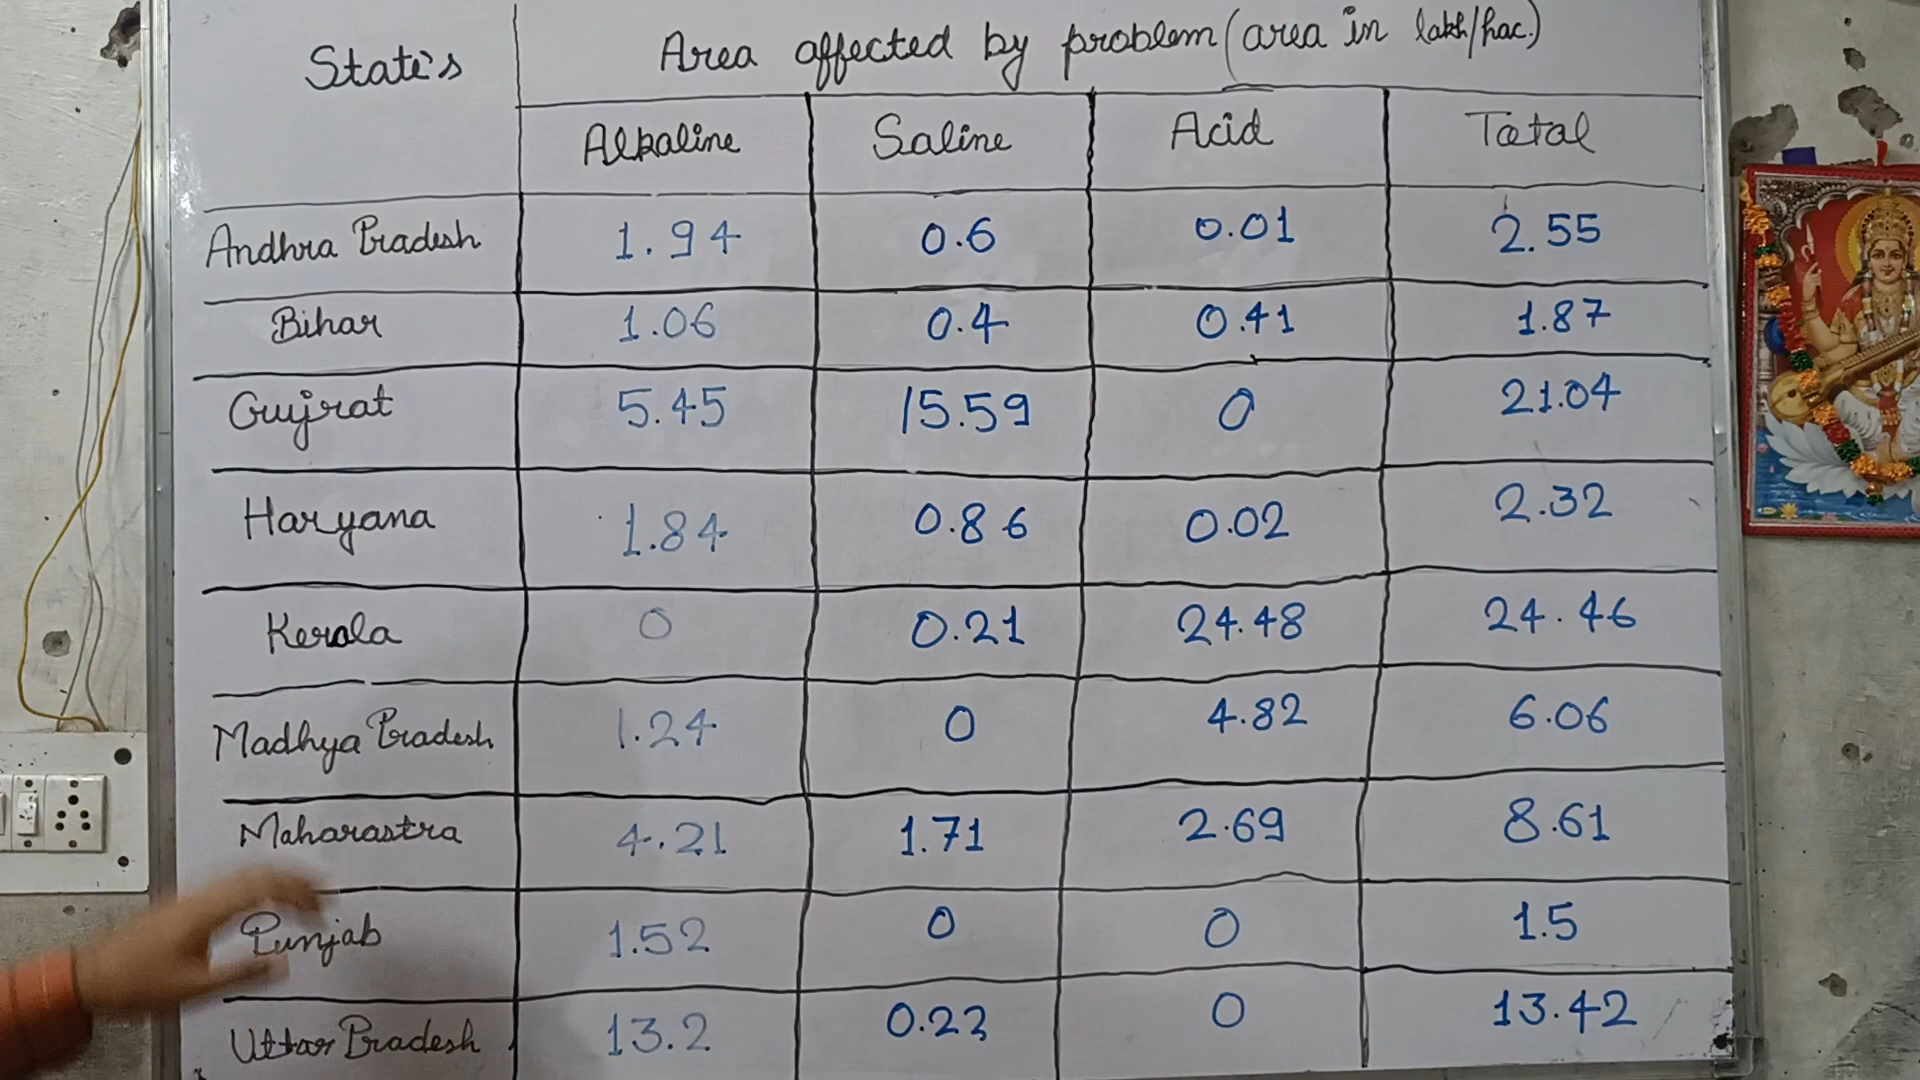 State's Area affected by problem (area in lakh/hac.)
Alkaline Saline Acid Total
Andhra Pradesh 1.94 0.6 0.01 2.55
Bihar 1.06 0.4 0.41 1.87
Gujrat 5.45 15.59 0 21.04
Haryana 1.84 0.86 0.02 2.32
Kerala 0 0.21 24.48 24.46
Madhya Pradesh 1.24 0 4.82 6.06
Maharastra 4.21 1.71 2.69 8.61
Punjab 1.52 0 0 1.5
Uttar Pradesh 13.2 0.23 0 13.42